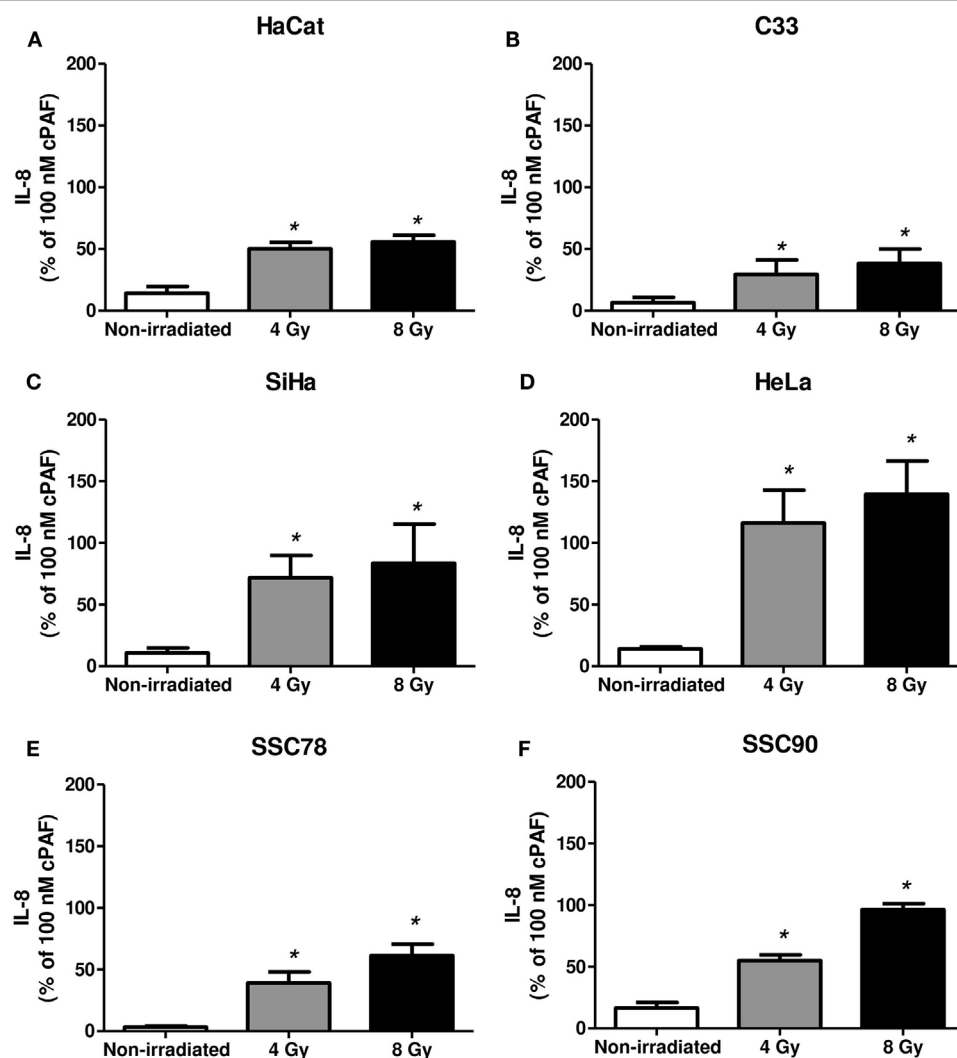 A
HaCat
IL-8
(% of 100 nM cPAF)
200
150
100
50
0
*
*
Non-irradiated
4 Gy
8 Gy
B
C33
IL-8
(% of 100 nM cPAF)
200
150
100
50
0
*
*
Non-irradiated
4 Gy
8 Gy
C
SiHa
IL-8
(% of 100 nM cPAF)
200
150
100
50
0
*
*
Non-irradiated
4 Gy
8 Gy
D
HeLa
IL-8
(% of 100 nM cPAF)
200
150
100
50
0
*
*
Non-irradiated
4 Gy
8 Gy
E
SSC78
IL-8
(% of 100 nM cPAF)
200
150
100
50
0
*
*
Non-irradiated
4 Gy
8 Gy
F
SSC90
IL-8
(% of 100 nM cPAF)
200
150
100
50
0
*
*
Non-irradiated
4 Gy
8 Gy